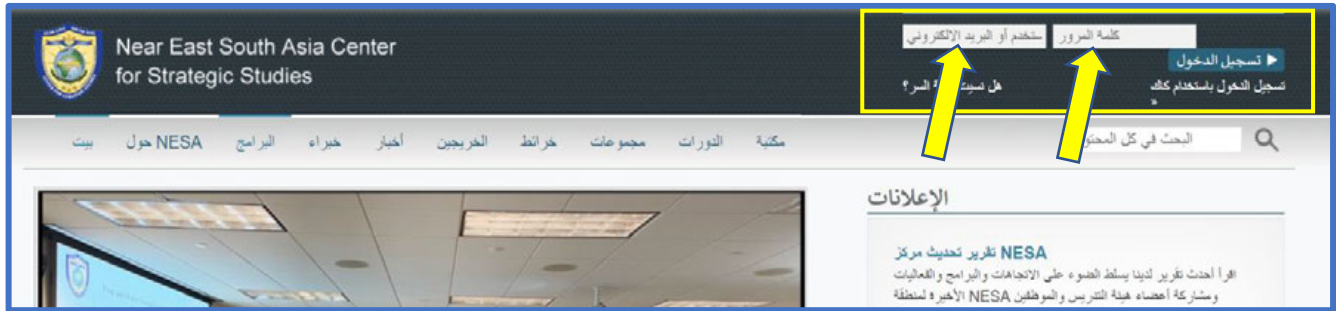 Near East South Asia Center
for Strategic Studies
ستخدم أو البريد الإلكتروني
كلمة المرور
تسجيل الدخول
هل نسيت
السر ؟
تسجيل الدخول باستخدام كاك
»
بيت
حول NESA
البرامج
خبراء
أخبار
الخريجين
خرائط
مجموعات
الدورات
مكتبة
البحث في كل المحتو
الإعلانات
تقرير تحديث مركز NESA
اقرأ أحدث تقرير لدينا يسلط الضوء على الاتجاهات والبرامج والفعاليات
ومشاركة أعضاء هيئة التدريس والموظفين NESA الأخيرة لمنطقة